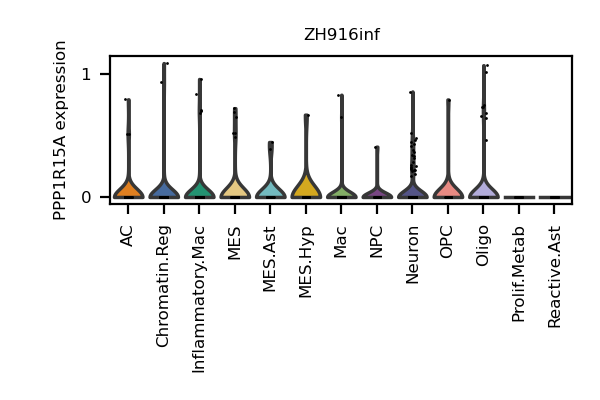 ZH916inf
PPP1R15A expression
1
0
AC
Chromatin.Reg
Inflammatory.Mac
MES
MES.Ast
MES.Hyp
Mac
NPC
Neuron
OPC
Oligo
Prolif.Metab
Reactive.Ast